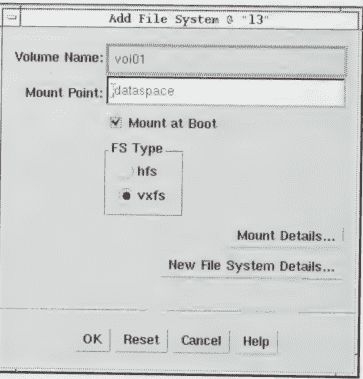 Add File System @ "l3"
Volume Name: vol01
Mount Point: /dataspace
Mount at Boot
FS Type
hfs
vxfs
Mount Details...
New File System Details...
OK Reset Cancel Help